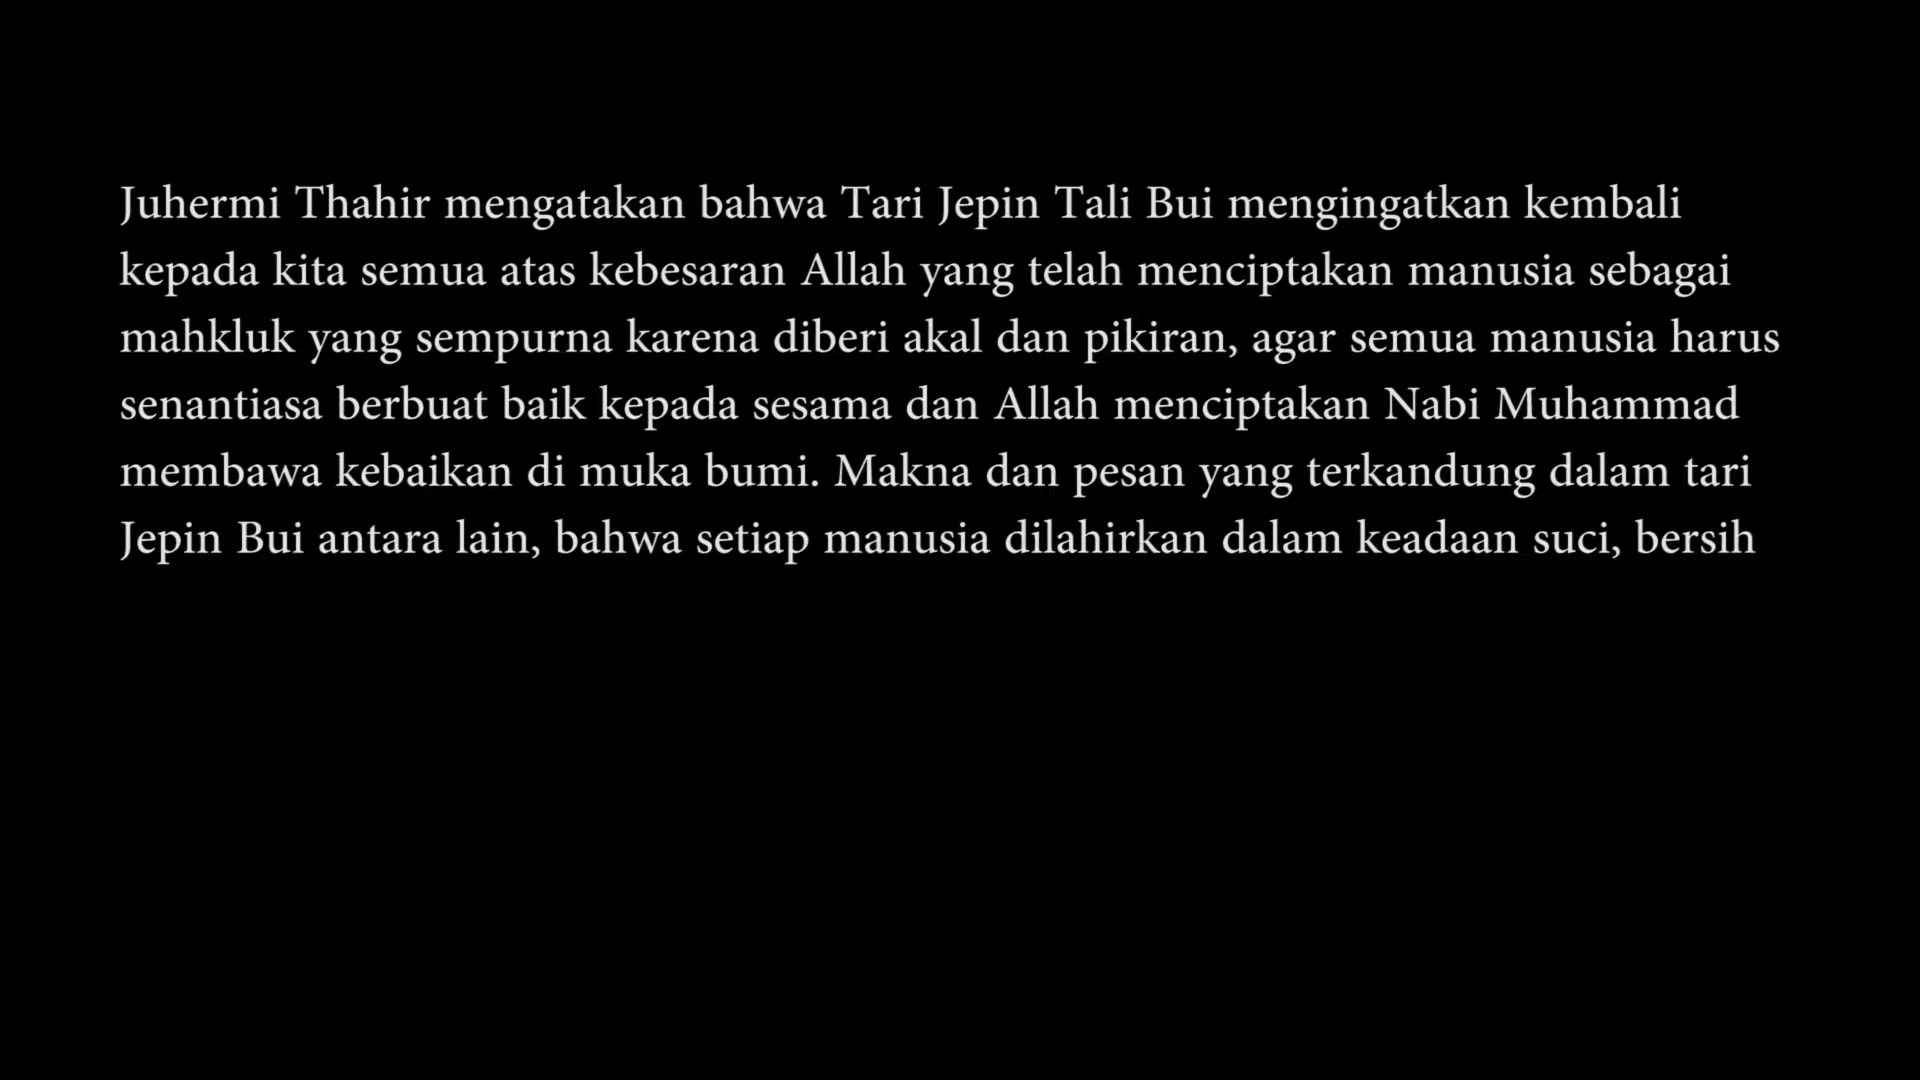 Juhermi Thahir mengatakan bahwa Tari Jepin Tali Bui mengingatkan kembali
kepada kita semua atas kebesaran Allah yang telah menciptakan manusia sebagai
mahkluk yang sempurna karena diberi akal dan pikiran, agar semua manusia harus
senantiasa berbuat baik kepada sesama dan Allah menciptakan Nabi Muhammad
membawa kebaikan di muka bumi. Makna dan pesan yang terkandung dalam tari
Jepin Bui antara lain, bahwa setiap manusia dilahirkan dalam keadaan suci, bersih